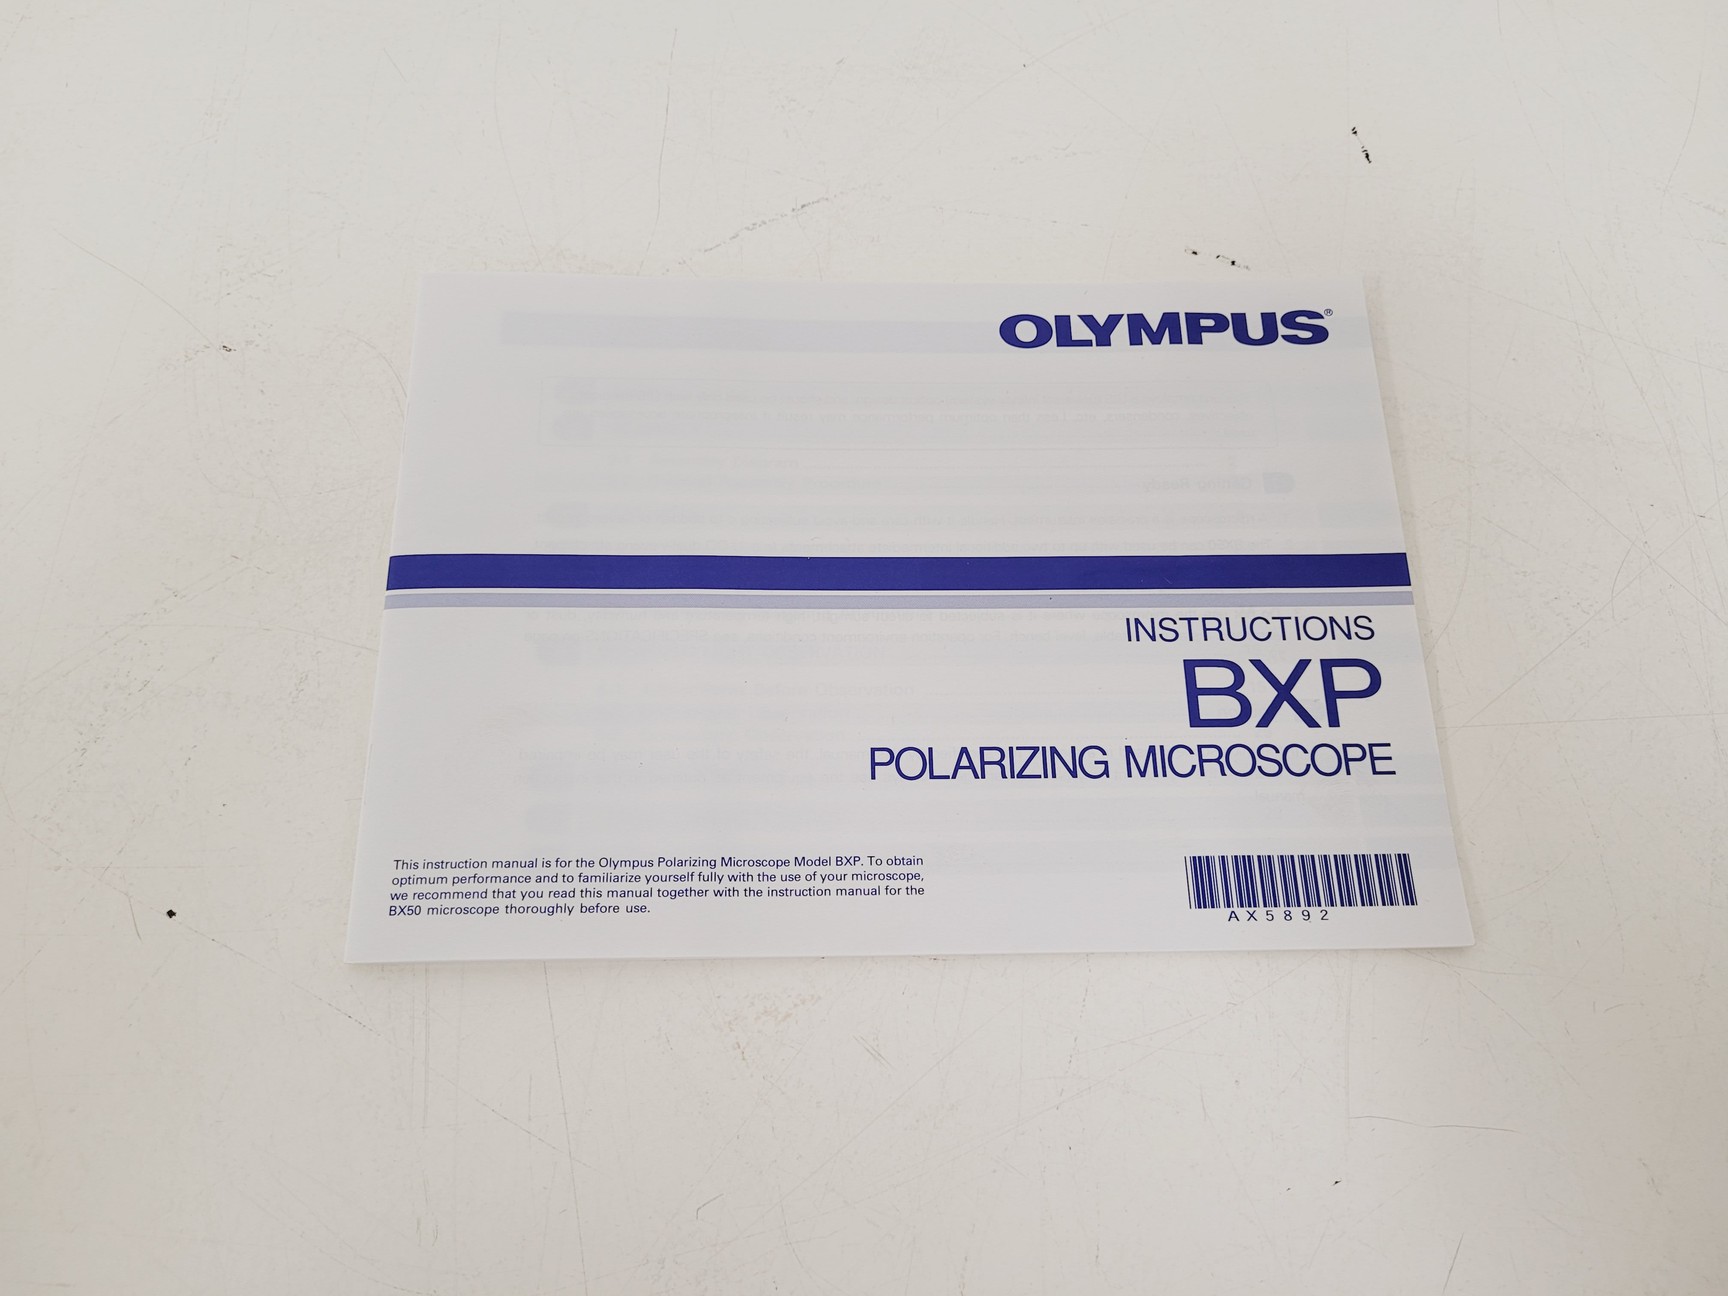 OLYMPUS®
INSTRUCTIONS
BXP
POLARIZING MICROSCOPE
This instruction manual is for the Olympus Polarizing Microscope Model BXP. To obtain
optimum performance and to familiarize yourself fully with the use of your microscope,
we recommend that you read this manual together with the instruction manual for the
BX50 microscope thoroughly before use.
AX5892